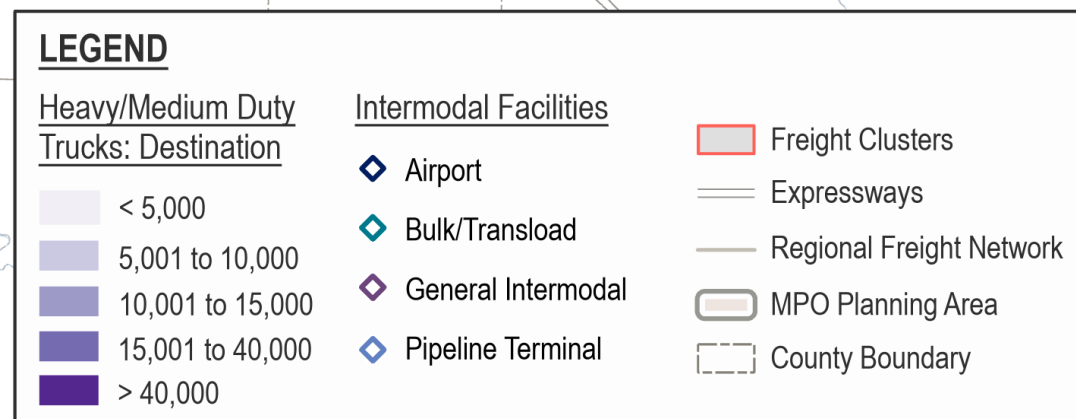 LEGEND
Heavy/Medium Duty
Trucks: Destination
< 5,000
5,001 to 10,000
10,001 to 15,000
15,001 to 40,000
> 40,000
Intermodal Facilities
Airport
Bulk/Transload
General Intermodal
Pipeline Terminal
Freight Clusters
Expressways
Regional Freight Network
MPO Planning Area
County Boundary